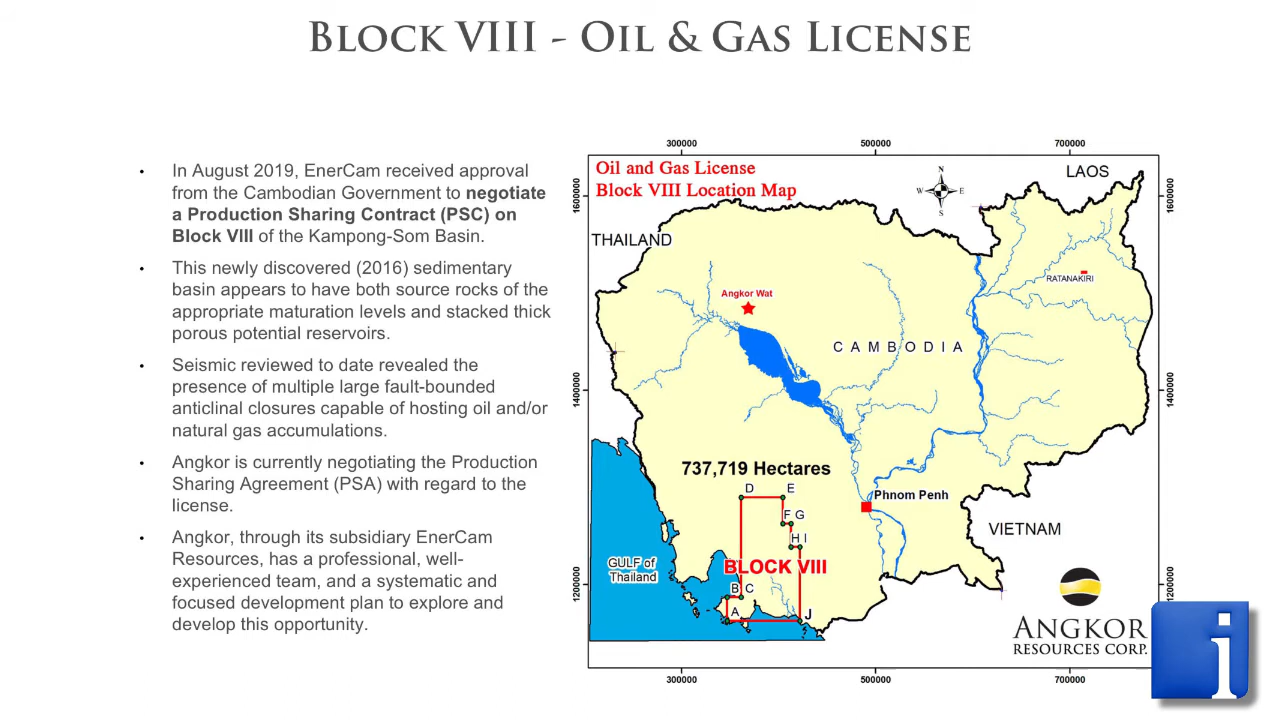 BLOCK VIII - OIL & GAS LICENSE
• In August 2019, EnerCam received approval
from the Cambodian Government to negotiate
a Production Sharing Contract (PSC) on
Block VIII of the Kampong-Som Basin.
• This newly discovered (2016) sedimentary
basin appears to have both source rocks of the
appropriate maturation levels and stacked thick
porous potential reservoirs.
• Seismic reviewed to date revealed the
presence of multiple large fault-bounded
anticlinal closures capable of hosting oil and/or
natural gas accumulations.
• Angkor is currently negotiating the Production
Sharing Agreement (PSA) with regard to the
license.
• Angkor, through its subsidiary EnerCam
Resources, has a professional, well-
experienced team, and a systematic and
focused development plan to explore and
develop this opportunity.
300000 500000 700000
Oil and Gas License
Block VIII Location Map
N
W E
S
LAOS
1600000 1600000
THAILAND
RATANAKIRI
Angkor Wat
CAMBODIA
1400000 1400000
737,719 Hectares
D E
Phnom Penh
F G
H I
VIETNAM
GULF of
Thailand
BLOCK VIII
B C
A J
1200000 1200000
ANGKOR
RESOURCES CORP.
i
300000 500000 700000